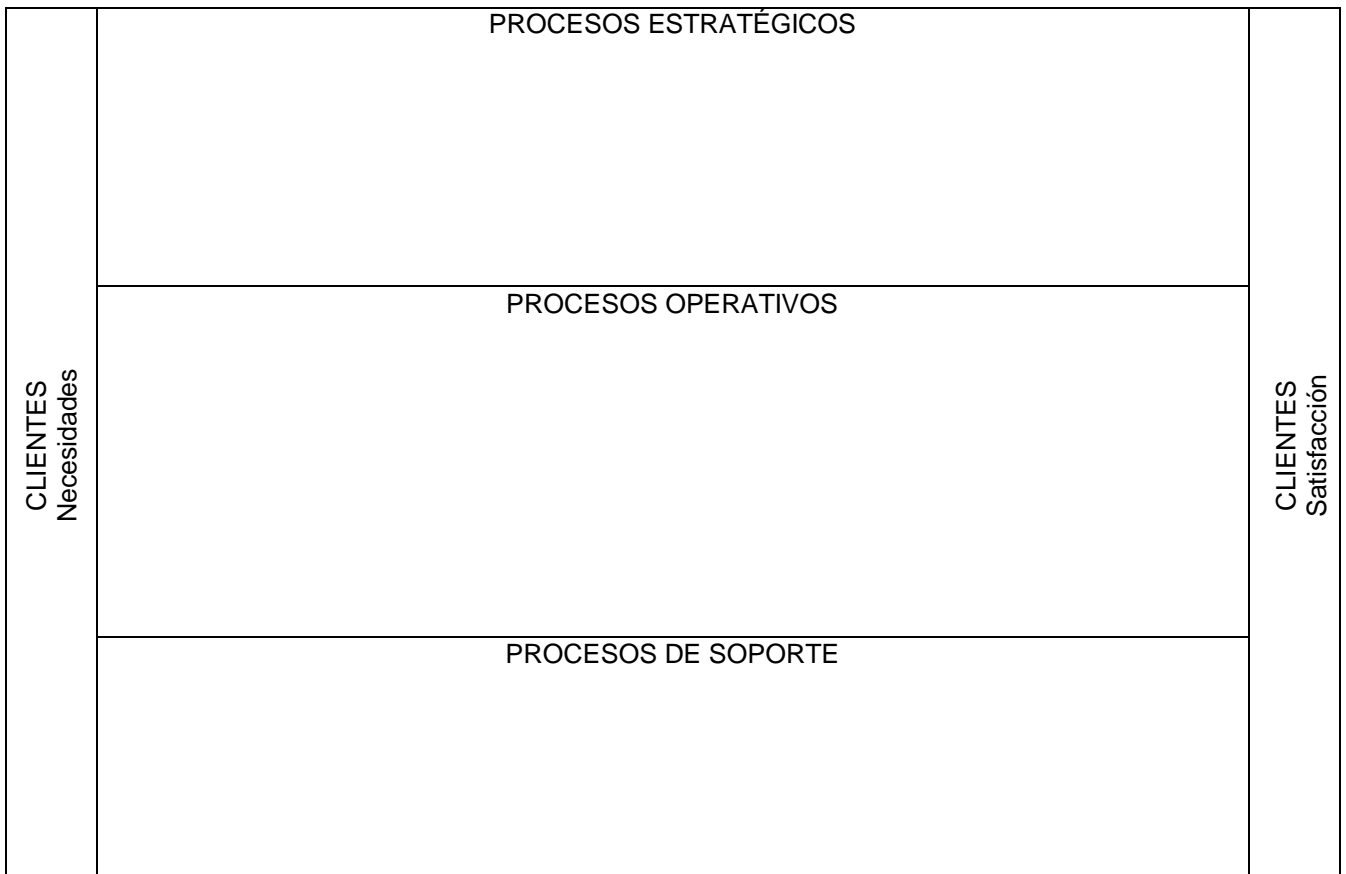 PROCESOS ESTRATÉGICOS
CLIENTES
Necesidades
PROCESOS OPERATIVOS
PROCESOS DE SOPORTE
CLIENTES
Satisfacción